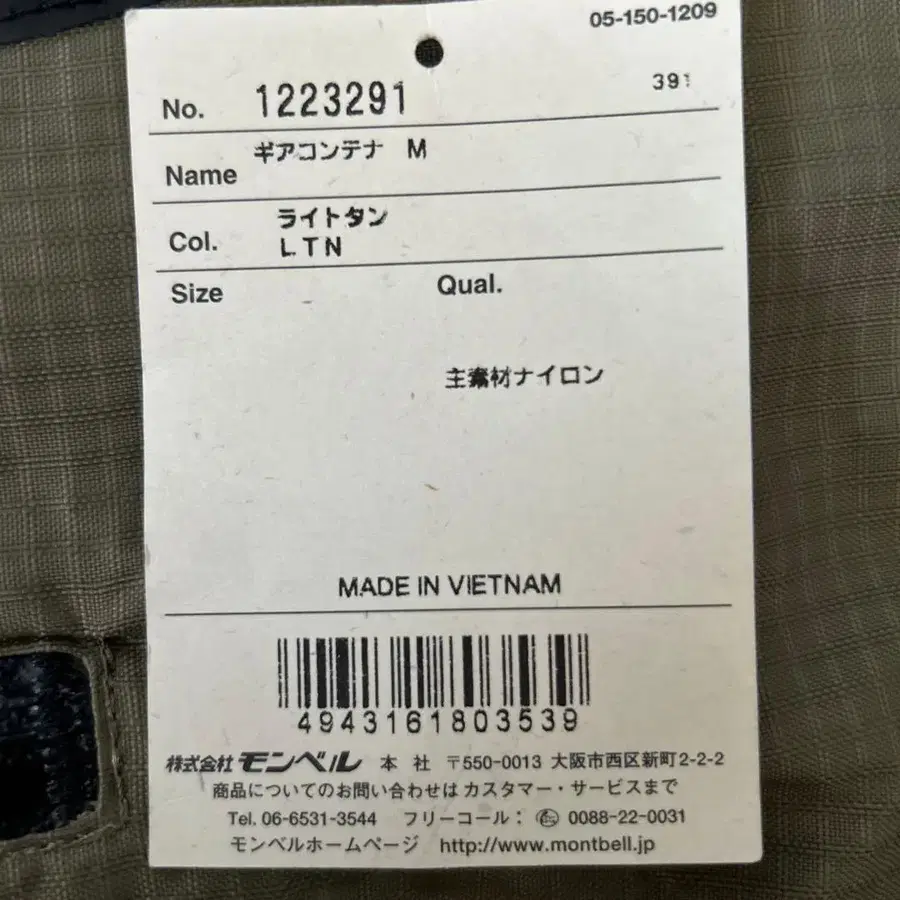 05-150-1209
No. 1223291 391
Name ギアコンテナ M
Col. ライトタン
LTN
Size Qual.
主素材ナイロン
MADE IN VIETNAM
4943161803539
株式会社モンベル 本 社 〒550-0013 大阪市西区新町2-2-2
商品についてのお問い合わせは カスタマー・サービスまで
Tel. 06-6531-3544 フリーコール： 0088-22-0031
モンベルホームページ http://www.montbell.jp